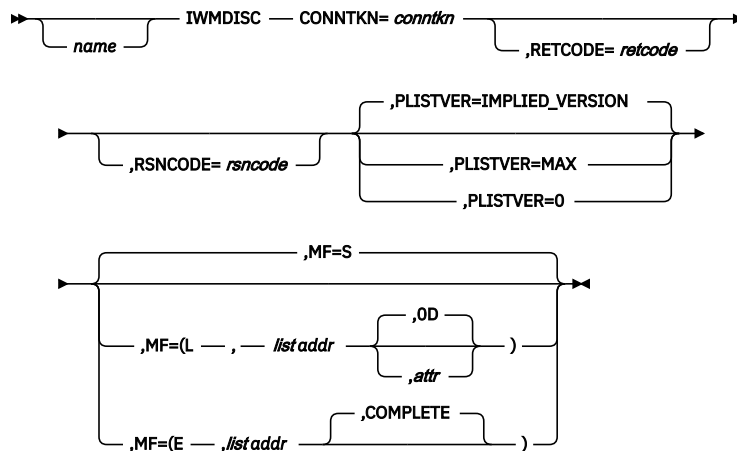 IWMDISC CONNTKN= conntkn
name
,RETCODE= retcode
,PLISTVER=IMPLIED_VERSION
,RSNCODE= rsncode
,PLISTVER=MAX
,PLISTVER=0
,MF=S
,0D
,MF=(L , list addr )
,attr
,COMPLETE
,MF=(E ,list addr )